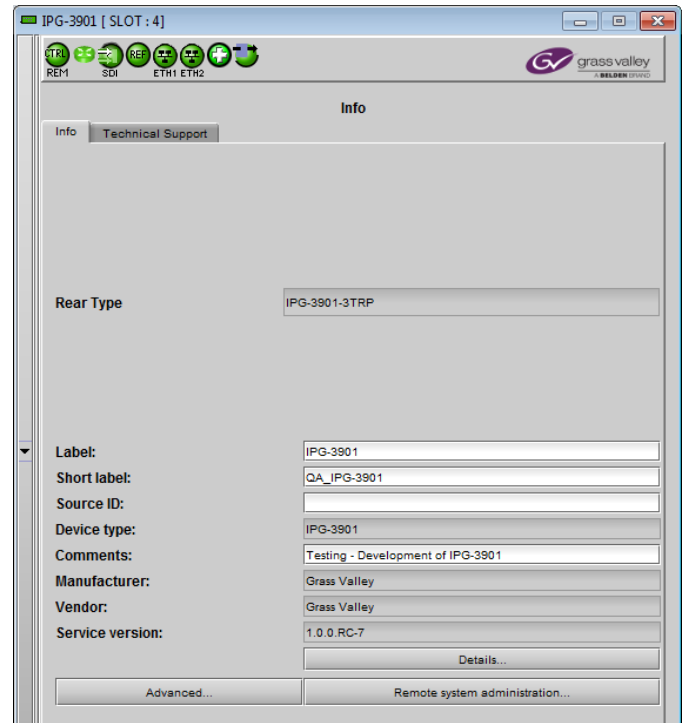 IPG-3901 [ SLOT : 4]
CTRL REF
REM SDI ETH1 ETH2
GV grass valley
A BELDEN BRAND
Info
Info Technical Support
Rear Type IPG-3901-3TRP
Label: IPG-3901
Short label: QA_IPG-3901
Source ID:
Device type: IPG-3901
Comments: Testing - Development of IPG-3901
Manufacturer: Grass Valley
Vendor: Grass Valley
Service version: 1.0.0.RC-7
Details...
Advanced... Remote system administration...